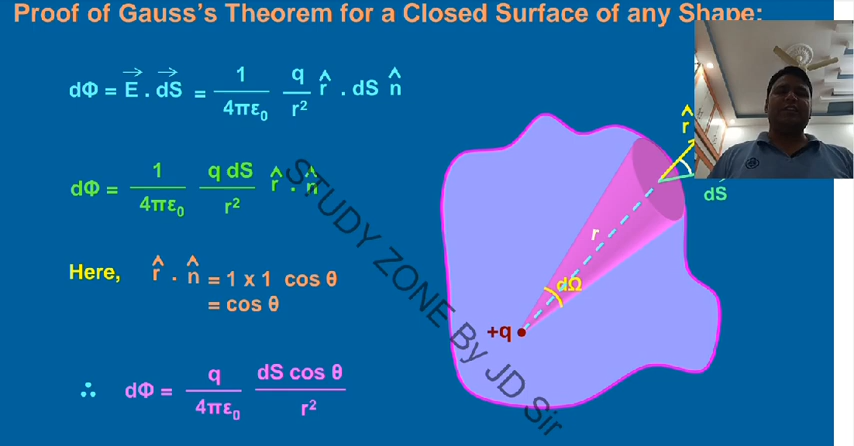 Proof of Gauss's Theorem for a Closed Surface of any Shape:
dΦ = E⃗ . dS⃗ = 1/4πε₀ q/r² r̂ . dS n̂
dΦ = 1/4πε₀ q dS/r² r̂ . n̂
Here, r̂ . n̂ = 1 x 1 cos θ
= cos θ
∴ dΦ = q/4πε₀ dS cos θ/r²
r̂
dS
r
dΩ
+q
STUDY ZONE By JD Sir